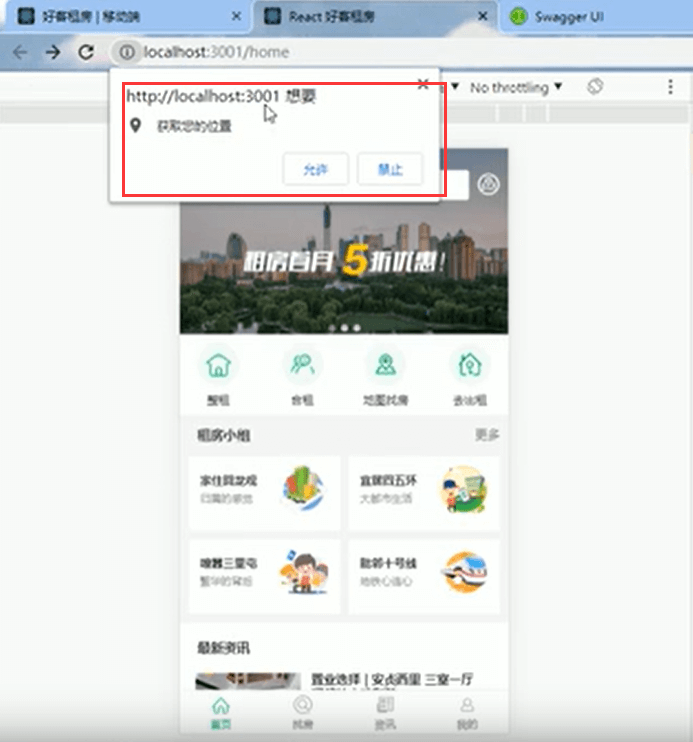 好客租房 | 移动端
React 好客租房
Swagger UI
localhost:3001/home
No throttling
http://localhost:3001 想要
获取您的位置
允许
禁止
租房首月 5 折优惠!
整租
合租
地图找房
去出租
租房小组
更多
家住回龙观
归属的感觉
宜居四五环
大都市生活
喧嚣三里屯
繁华的背后
比邻十号线
地铁心连心
最新资讯
置业选择 | 安贞西里 三室一厅
首页
找房
资讯
我的